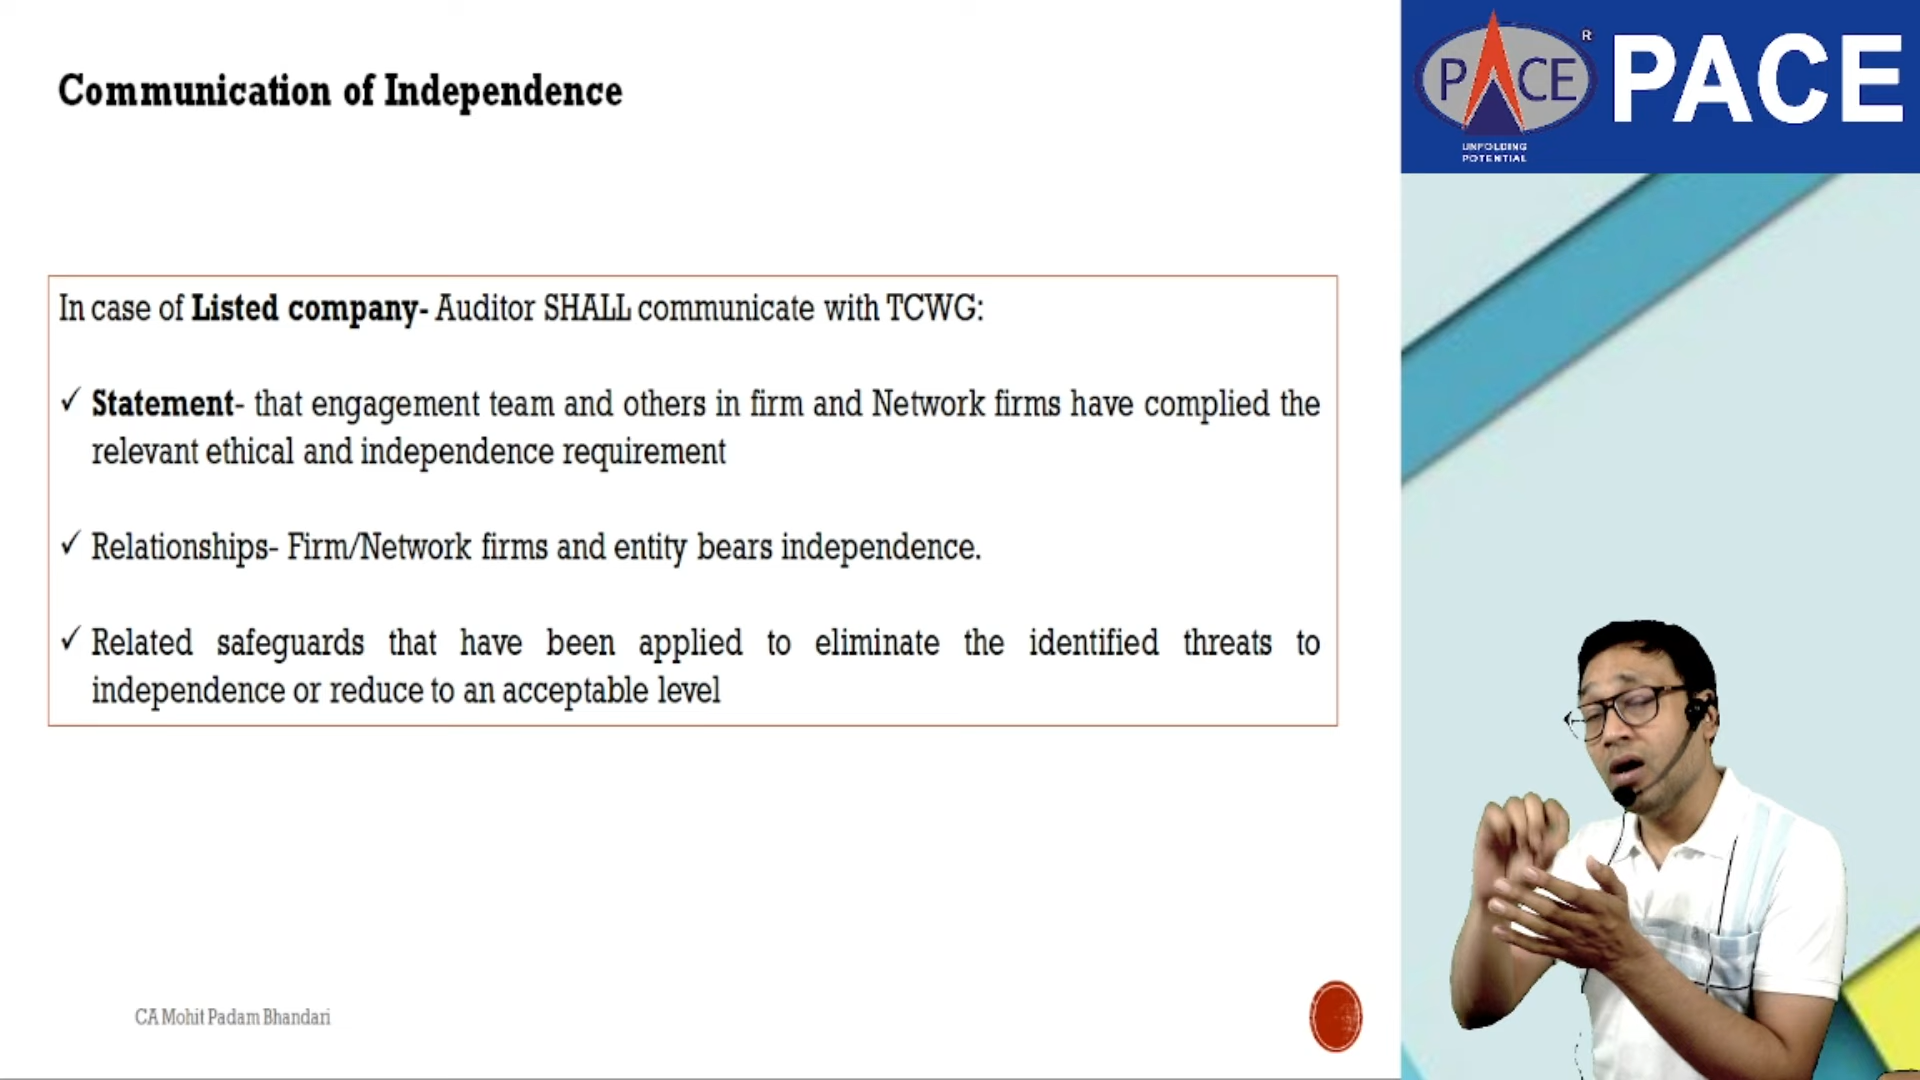 Communication of Independence
In case of Listed company- Auditor SHALL communicate with TCWG:
✓ Statement- that engagement team and others in firm and Network firms have complied the
relevant ethical and independence requirement
✓ Relationships- Firm/Network firms and entity bears independence.
✓ Related safeguards that have been applied to eliminate the identified threats to
independence or reduce to an acceptable level
CA Mohit Padam Bhandari
PACE
R
UNFOLDING
POTENTIAL
PACE